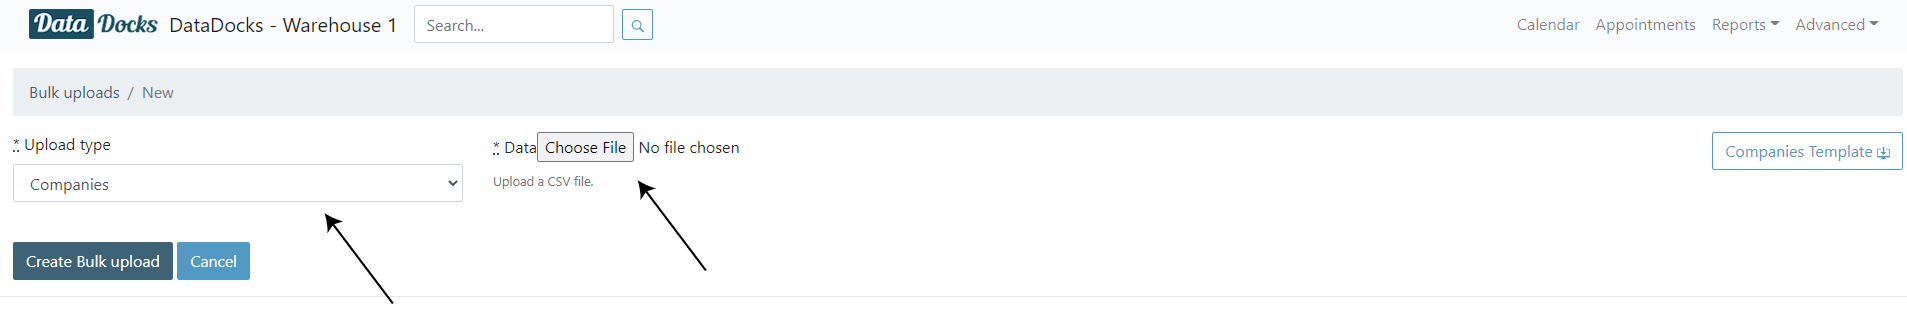 Data Docks DataDocks - Warehouse 1 Search... Calendar Appointments Reports Advanced
Bulk uploads / New
* Upload type
* Data Choose File No file chosen
Companies Template
Companies
Upload a CSV file.
Create Bulk upload Cancel